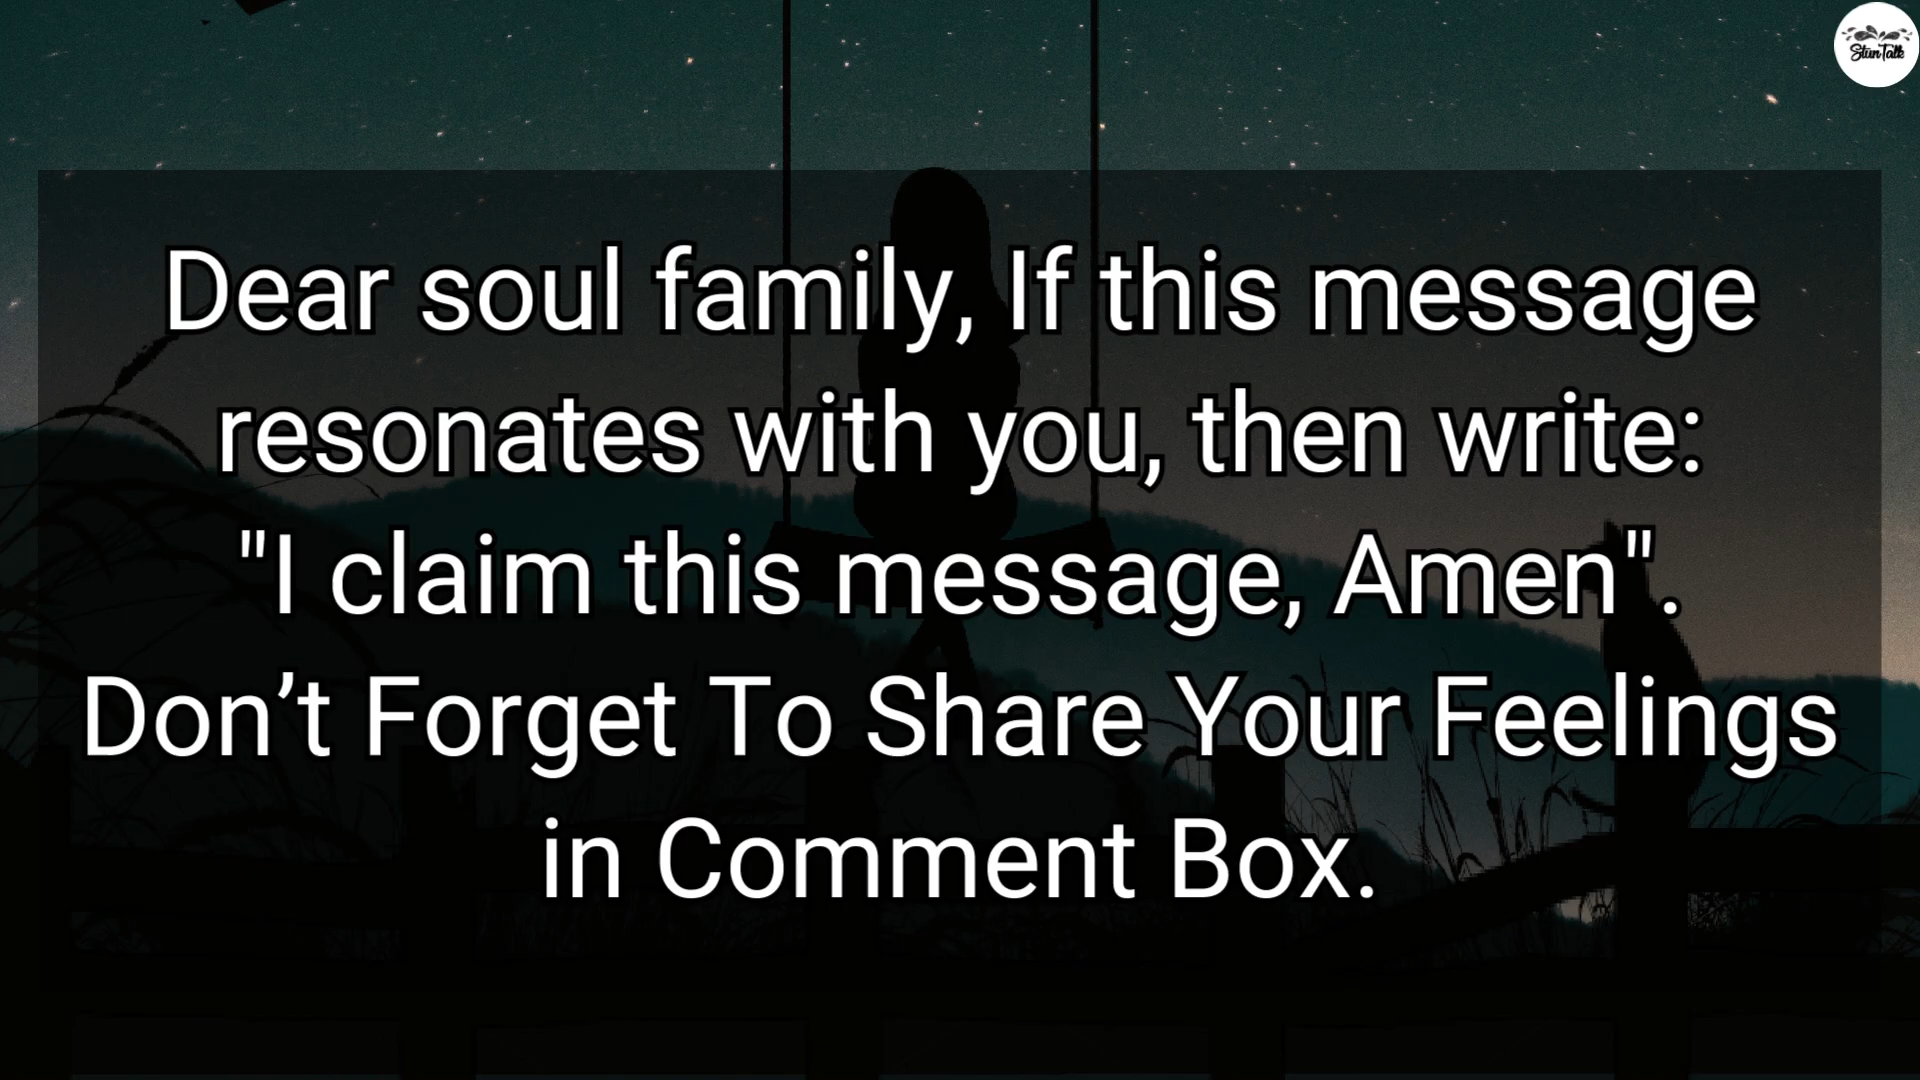 StunTalk
Dear soul family, If this message
resonates with you, then write:
"I claim this message, Amen".
Don’t Forget To Share Your Feelings
in Comment Box.